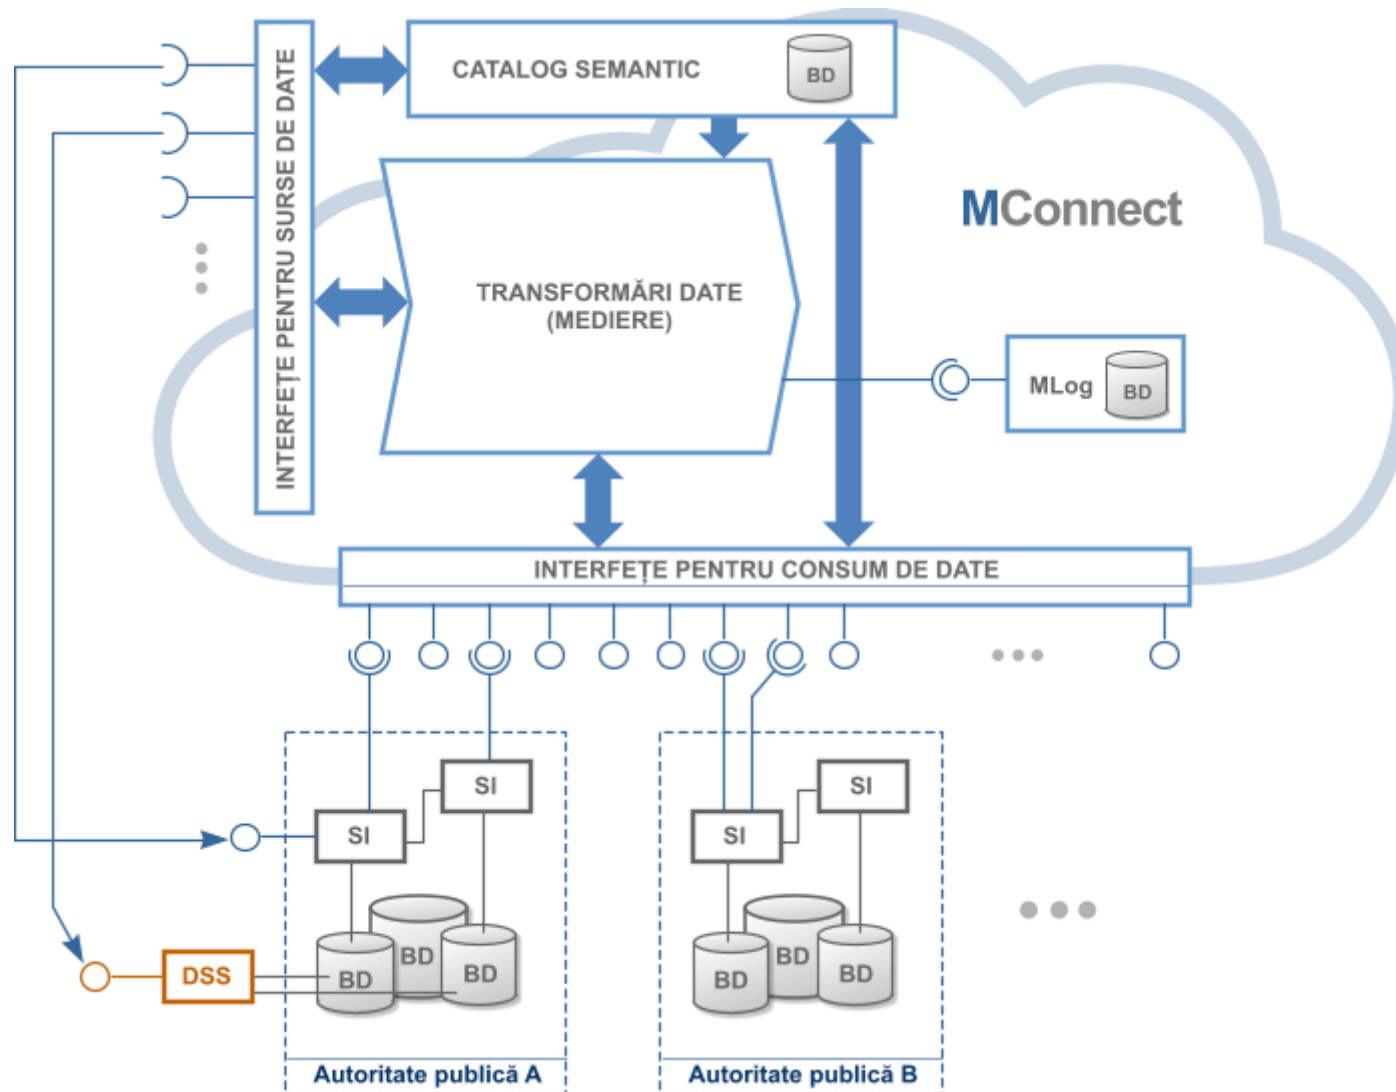 INTERFEȚE PENTRU SURSE DE DATE
CATALOG SEMANTIC
BD
MConnect
TRANSFORMĂRI DATE
(MEDIERE)
MLog
BD
INTERFEȚE PENTRU CONSUM DE DATE
SI
SI
BD
BD
BD
DSS
Autoritate publică A
SI
SI
BD
BD
BD
Autoritate publică B